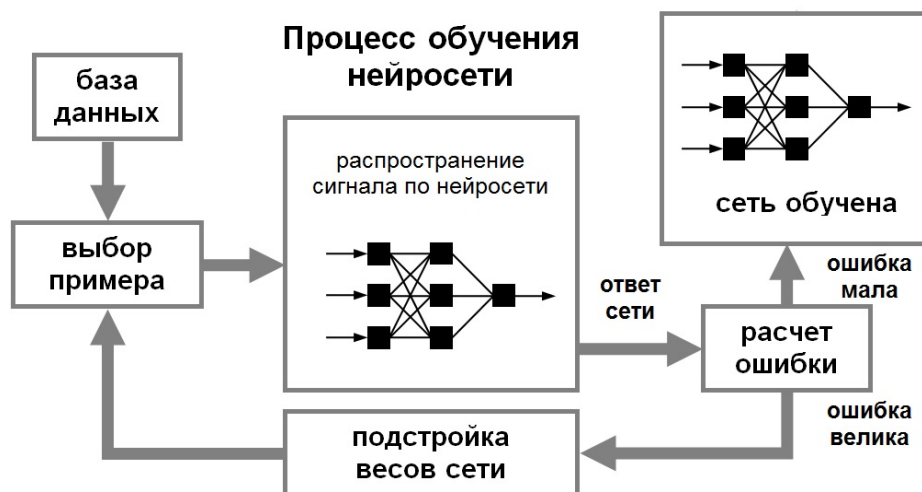 Процесс обучения
нейросети
база
данных
выбор
примера
распространение
сигнала по нейросети
ответ
сети
расчет
ошибки
ошибка
мала
сеть обучена
ошибка
велика
подстройка
весов сети